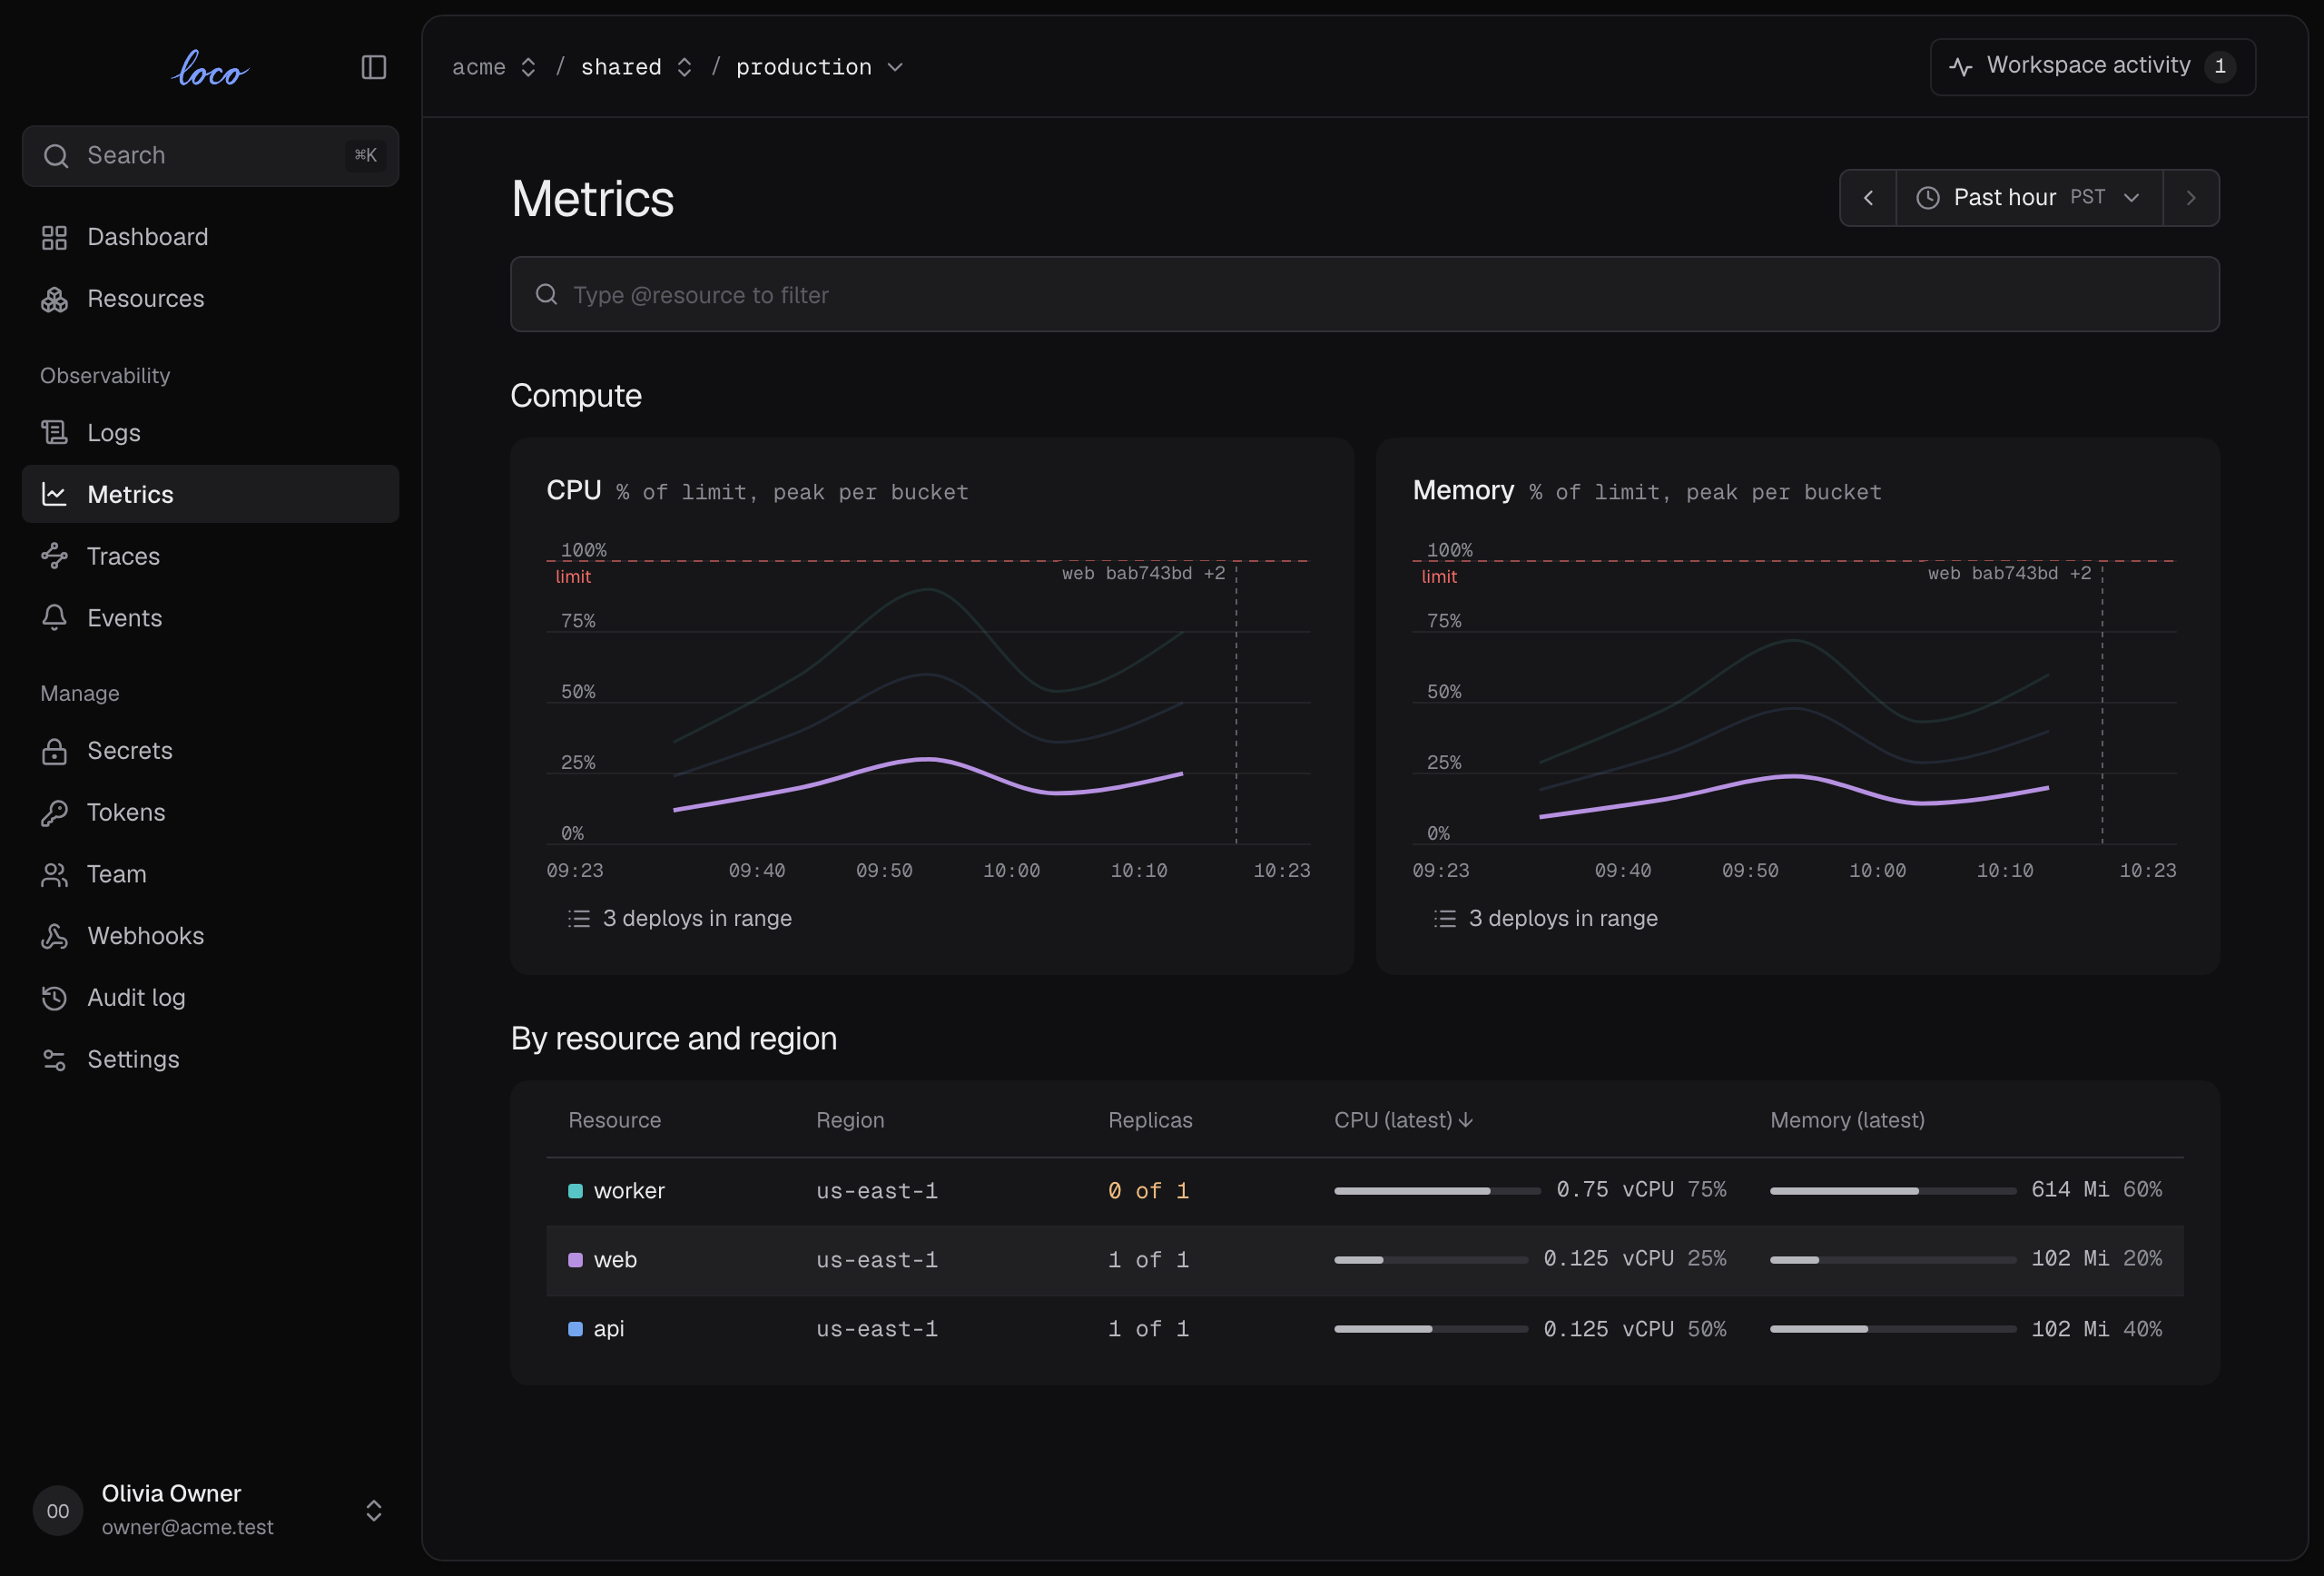 loco
Search ⌘K
Dashboard
Resources
Observability
Logs
Metrics
Traces
Events
Manage
Secrets
Tokens
Team
Webhooks
Audit log
Settings
OO
Olivia Owner
owner@acme.test
acme / shared / production
Workspace activity 1
Metrics
Past hour PST
Type @resource to filter
Compute
CPU % of limit, peak per bucket
100%
limit
web bab743bd +2
75%
50%
25%
0%
09:23 09:40 09:50 10:00 10:10 10:23
3 deploys in range
Memory % of limit, peak per bucket
100%
limit
web bab743bd +2
75%
50%
25%
0%
09:23 09:40 09:50 10:00 10:10 10:23
3 deploys in range
By resource and region
Resource Region Replicas CPU (latest) ↓ Memory (latest)
worker us-east-1 0 of 1 0.75 vCPU 75% 614 Mi 60%
web us-east-1 1 of 1 0.125 vCPU 25% 102 Mi 20%
api us-east-1 1 of 1 0.125 vCPU 50% 102 Mi 40%